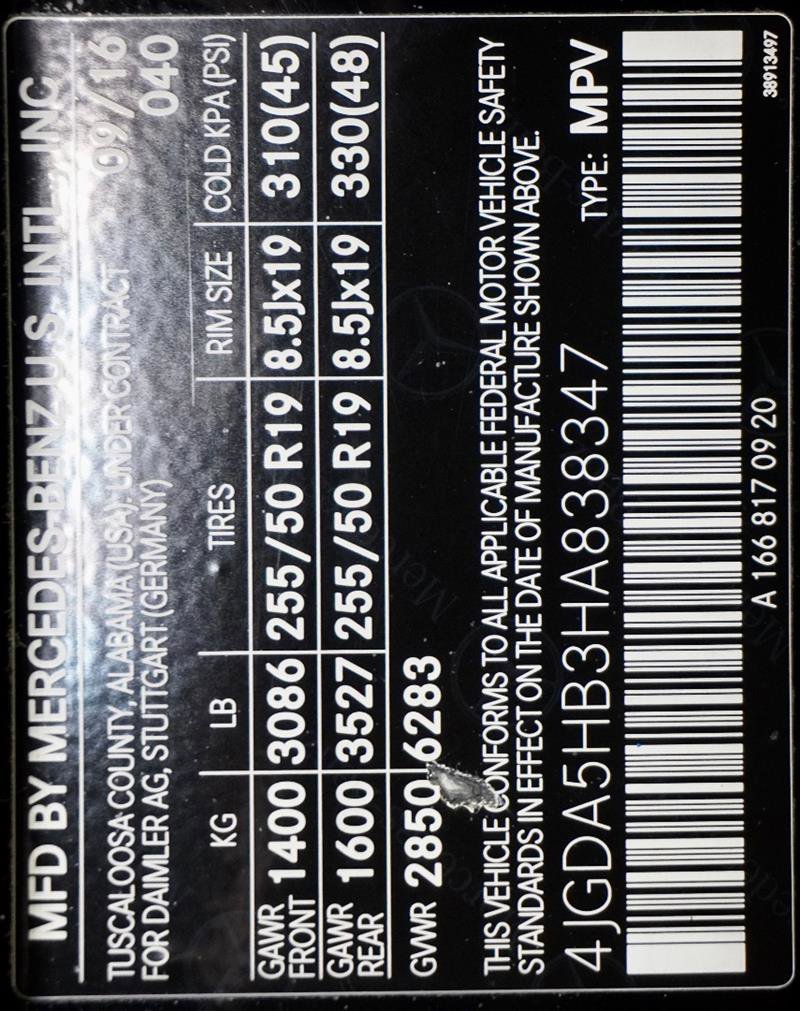 MFD BY MERCEDES-BENZ U.S. INTL., INC
TUSCALOOSA COUNTY, ALABAMA (USA). UNDER CONTRACT 09/16
FOR DAIMLER AG, STUTTGART (GERMANY) 040
KG LB TIRES RIM SIZE COLD KPA (PSI)
GAWR FRONT 1400 3086 255/50 R19 8.5Jx19 310(45)
GAWR REAR 1600 3527 255/50 R19 8.5Jx19 330(48)
GVWR 2850 6283
THIS VEHICLE CONFORMS TO ALL APPLICABLE FEDERAL MOTOR VEHICLE SAFETY
STANDARDS IN EFFECT ON THE DATE OF MANUFACTURE SHOWN ABOVE.
4JGDA5HB3HA838347 TYPE: MPV
A 166 817 09 20
38913497